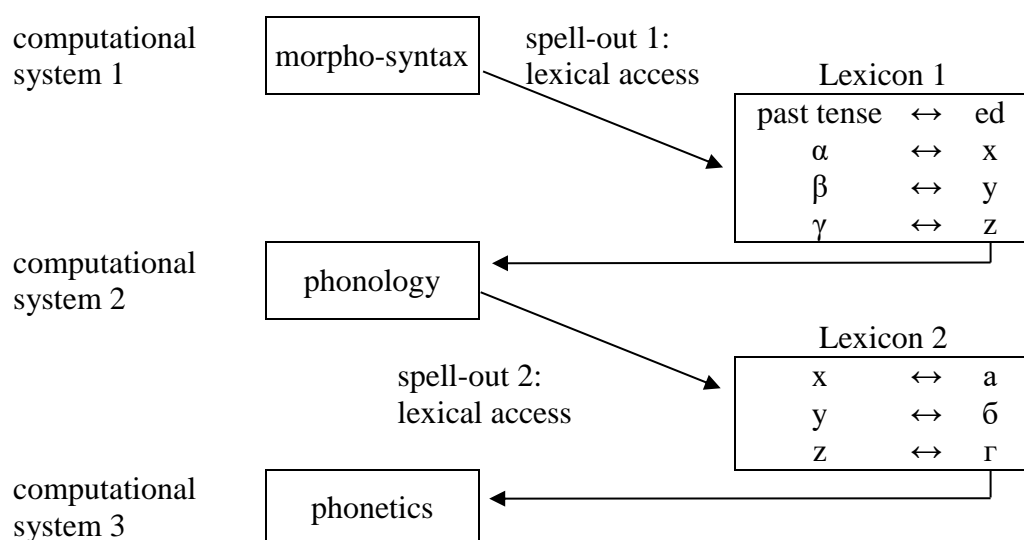 computational
system 1
morpho-syntax
spell-out 1:
lexical access
Lexicon 1
past tense ↔ ed
α ↔ x
β ↔ y
γ ↔ z
computational
system 2
phonology
spell-out 2:
lexical access
Lexicon 2
x ↔ а
y ↔ б
z ↔ г
computational
system 3
phonetics